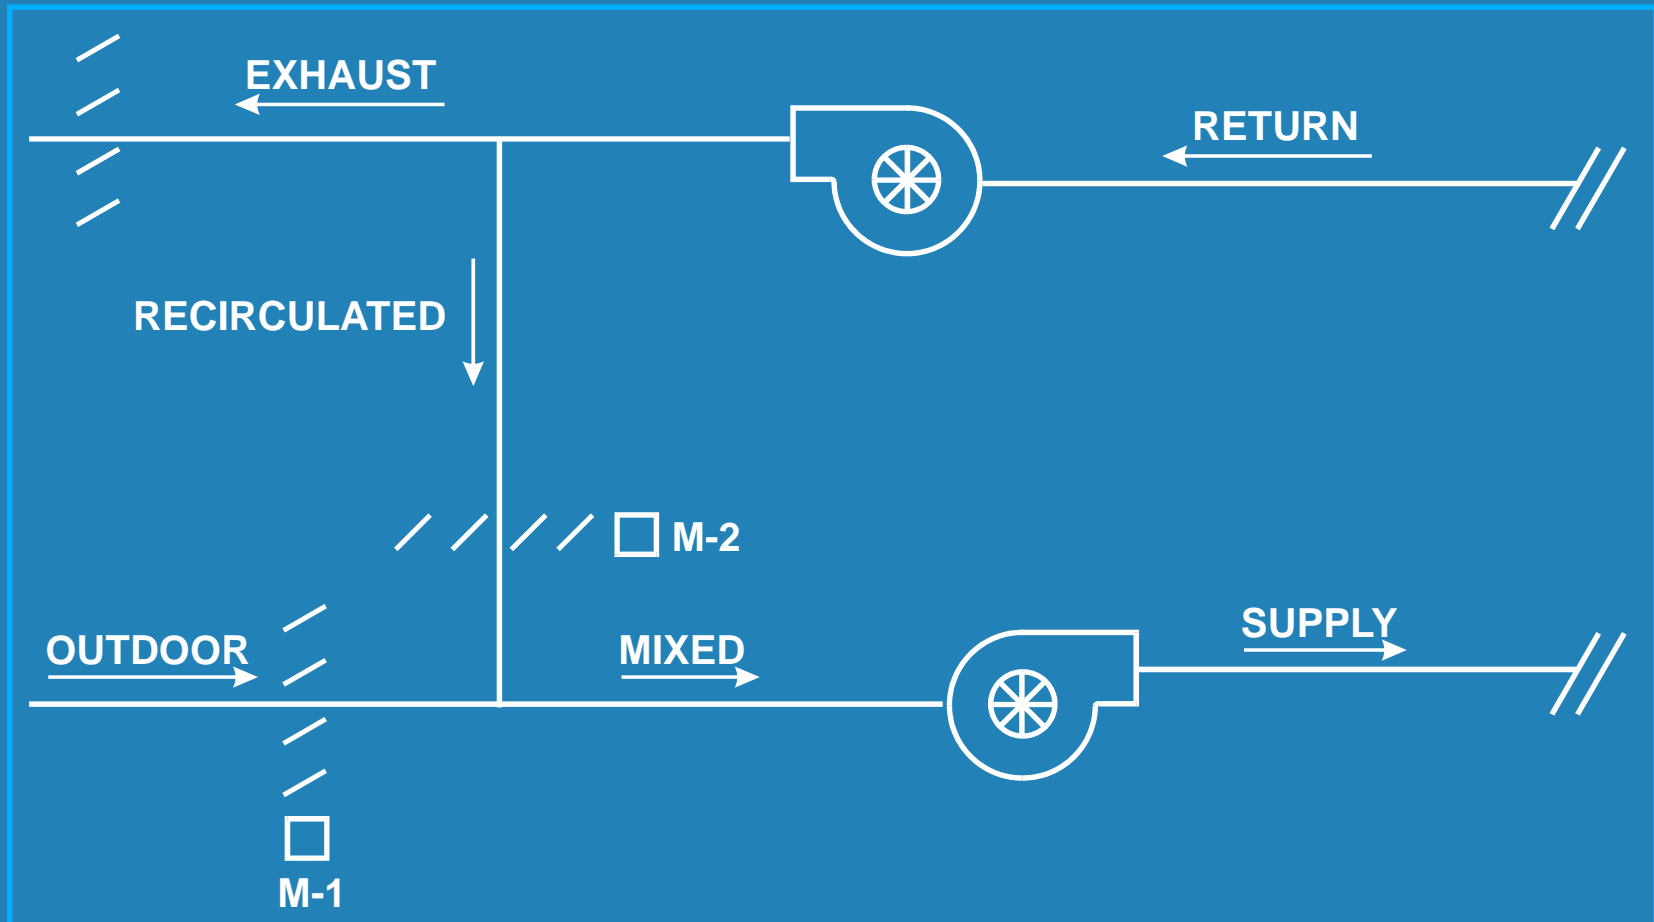 EXHAUST
RETURN
RECIRCULATED
M-2
OUTDOOR
MIXED
SUPPLY
M-1